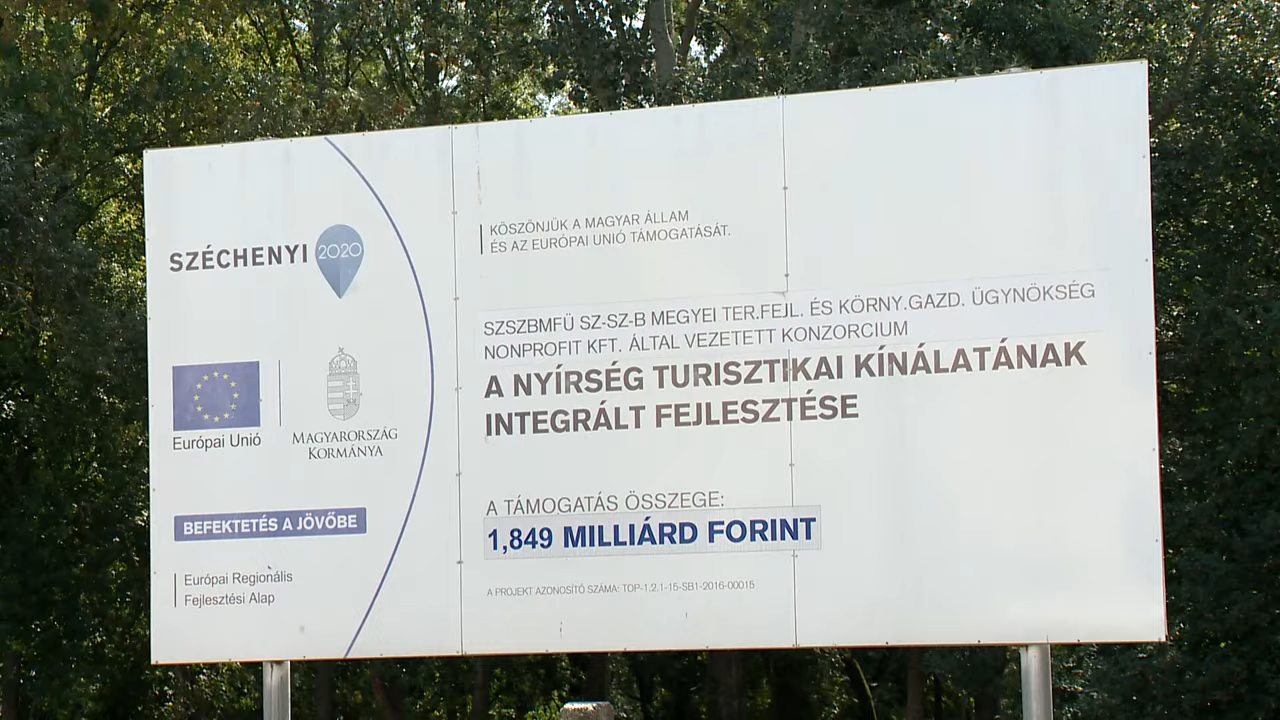 SZÉCHENYI 2020
Európai Unió
MAGYARORSZÁG
KORMÁNYA
BEFEKTETÉS A JÖVŐBE
Európai Regionális
Fejlesztési Alap
KÖSZÖNJÜK A MAGYAR ÁLLAM
ÉS AZ EURÓPAI UNIÓ TÁMOGATÁSÁT.
SZSZBMFÜ SZ-SZ-B MEGYEI TER.FEJL. ÉS KÖRNY.GAZD. ÜGYNÖKSÉG
NONPROFIT KFT. ÁLTAL VEZETETT KONZORCIUM
A NYÍRSÉG TURISZTIKAI KÍNÁLATÁNAK
INTEGRÁLT FEJLESZTÉSE
A TÁMOGATÁS ÖSSZEGE:
1,849 MILLIÁRD FORINT
A PROJEKT AZONOSÍTÓ SZÁMA: TOP-1.2.1-15-SB1-2016-00015